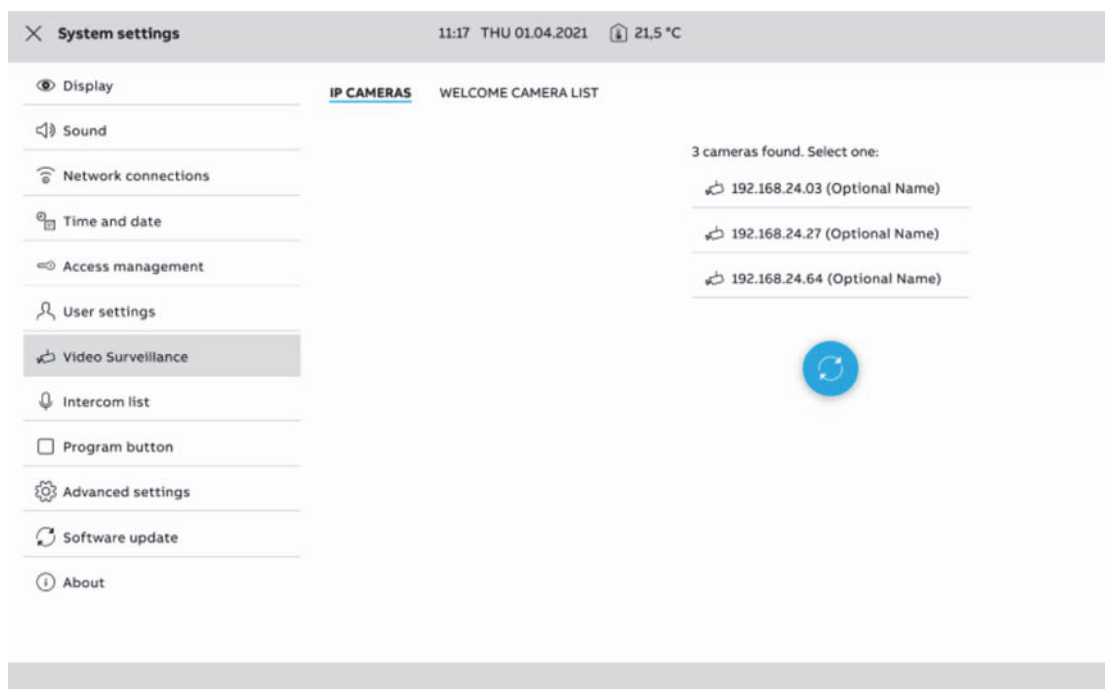 System settings
11:17 THU 01.04.2021 21,5 °C
Display
Sound
Network connections
Time and date
Access management
User settings
Video Surveillance
Intercom list
Program button
Advanced settings
Software update
About
IP CAMERAS WELCOME CAMERA LIST
3 cameras found. Select one:
192.168.24.03 (Optional Name)
192.168.24.27 (Optional Name)
192.168.24.64 (Optional Name)